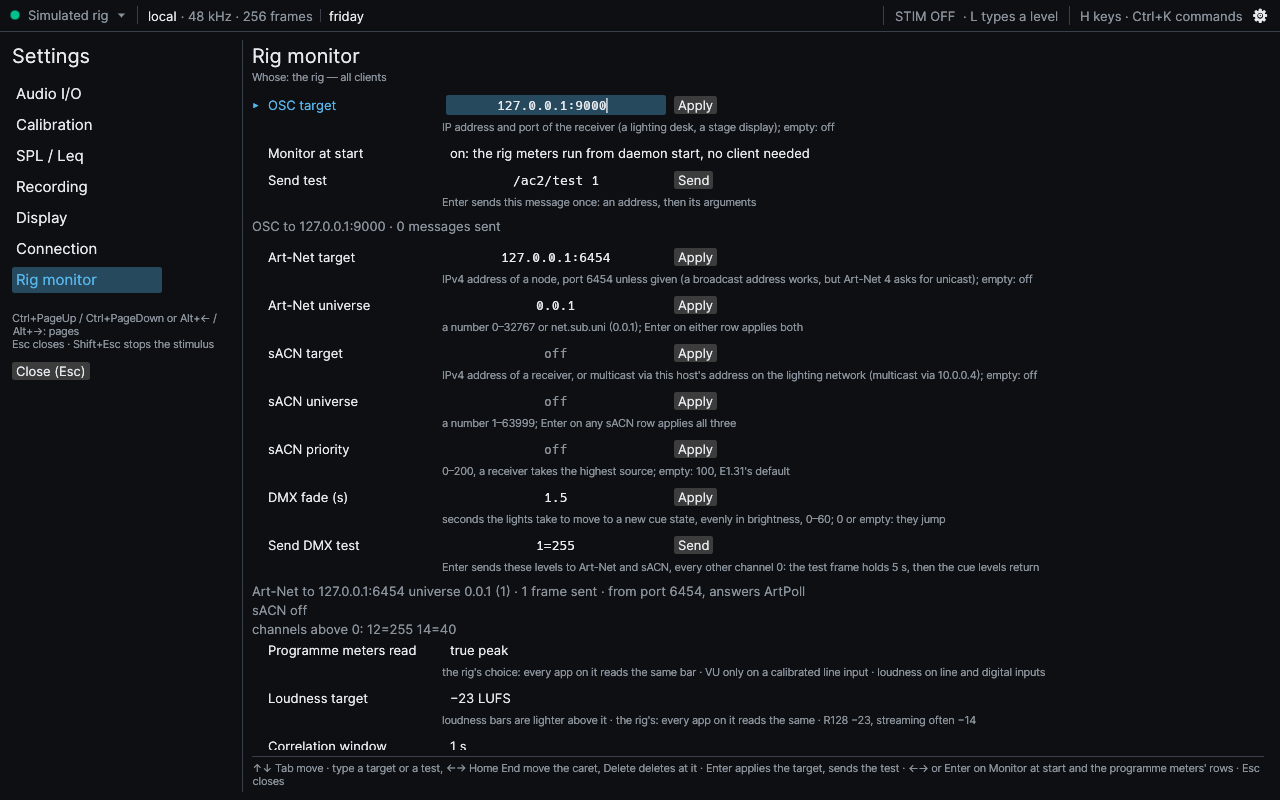 Simulated rig
local · 48 kHz · 256 frames
friday
STIM OFF · L types a level
H keys · Ctrl+K commands
Settings
Audio I/O
Calibration
SPL / Leq
Recording
Display
Connection
Rig monitor
Ctrl+PageUp / Ctrl+PageDown or Alt+← /
Alt+→: pages
Esc closes · Shift+Esc stops the stimulus
Close (Esc)
Rig monitor
Whose: the rig — all clients
▸ OSC target 127.0.0.1:9000 Apply
IP address and port of the receiver (a lighting desk, a stage display); empty: off
Monitor at start on: the rig meters run from daemon start, no client needed
Send test /ac2/test 1 Send
Enter sends this message once: an address, then its arguments
OSC to 127.0.0.1:9000 · 0 messages sent
Art-Net target 127.0.0.1:6454 Apply
IPv4 address of a node, port 6454 unless given (a broadcast address works, but Art-Net 4 asks for unicast); empty: off
Art-Net universe 0.0.1 Apply
a number 0–32767 or net.sub.uni (0.0.1); Enter on either row applies both
sACN target off Apply
IPv4 address of a receiver, or multicast via this host's address on the lighting network (multicast via 10.0.0.4); empty: off
sACN universe off Apply
a number 1–63999; Enter on any sACN row applies all three
sACN priority off Apply
0–200, a receiver takes the highest source; empty: 100, E1.31's default
DMX fade (s) 1.5 Apply
seconds the lights take to move to a new cue state, evenly in brightness, 0–60; 0 or empty: they jump
Send DMX test 1=255 Send
Enter sends these levels to Art-Net and sACN, every other channel 0: the test frame holds 5 s, then the cue levels return
Art-Net to 127.0.0.1:6454 universe 0.0.1 (1) · 1 frame sent · from port 6454, answers ArtPoll
sACN off
channels above 0: 12=255 14=40
Programme meters read true peak
the rig's choice: every app on it reads the same bar · VU only on a calibrated line input · loudness on line and digital inputs
Loudness target −23 LUFS
loudness bars are lighter above it · the rig's: every app on it reads the same · R128 −23, streaming often −14
Correlation window 1 s
↑↓ Tab move · type a target or a test, ←→ Home End move the caret, Delete deletes at it · Enter applies the target, sends the test · ←→ or Enter on Monitor at start and the programme meters' rows · Esc
closes